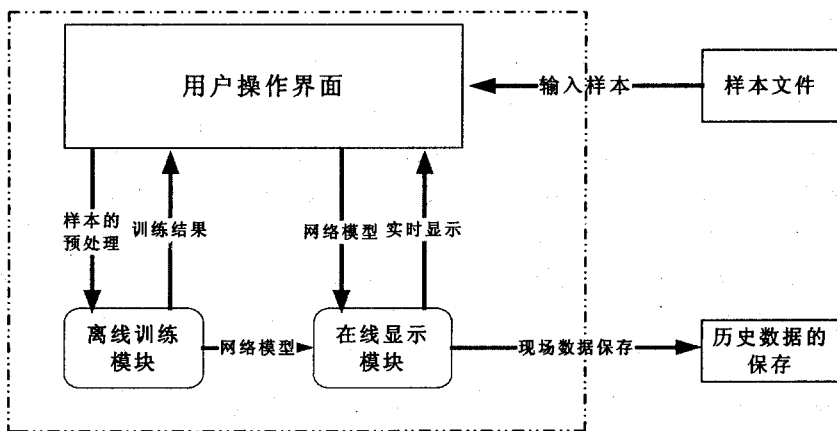 用户操作界面
输入样本
样本文件
样本的
预处理
训练结果
网络模型
实时显示
离线训练
模块
网络模型
在线显示
模块
现场数据保存
历史数据的
保存